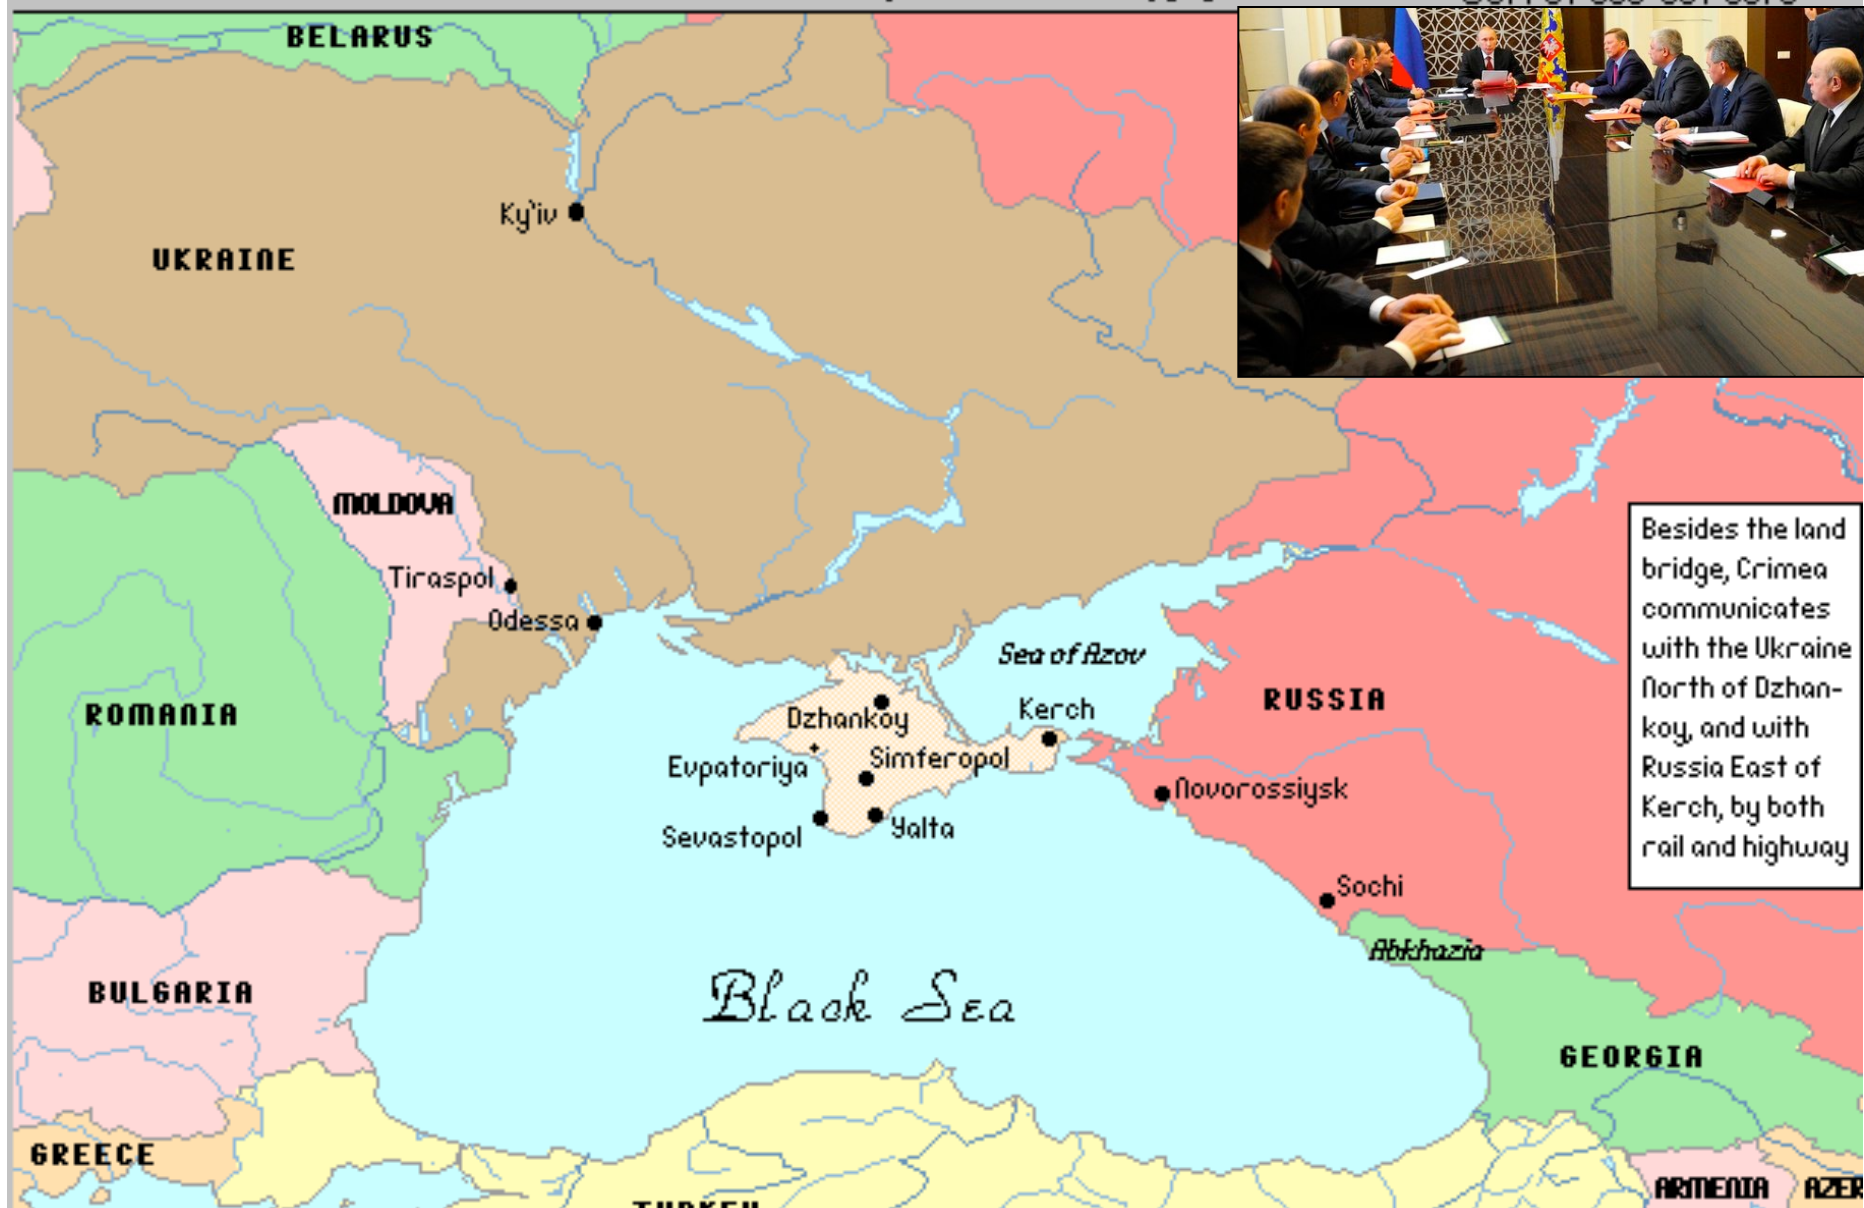 BELARUS
Ky'iv
UKRAINE
MOLDOVA
Tiraspol
Odessa
Sea of Azov
ROMANIA
Dzhankoy
Kerch
RUSSIA
Evpatoriya
Simferopol
Novorossiysk
Sevastopol
Yalta
Sochi
Abkhazia
Black Sea
BULGARIA
GEORGIA
GREECE
TURKEY
ARMENIA
AZER
Besides the land
bridge, Crimea
communicates
with the Ukraine
North of Dzhan-
koy, and with
Russia East of
Kerch, by both
rail and highway